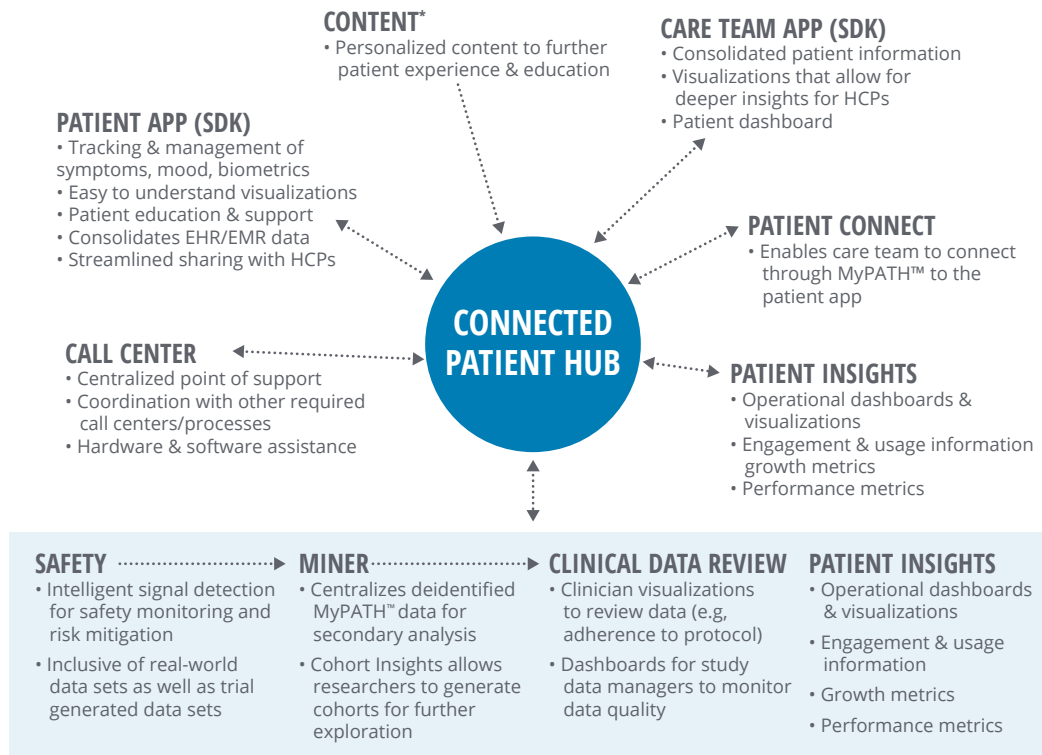 CONTENT*
• Personalized content to further
patient experience & education
CARE TEAM APP (SDK)
• Consolidated patient information
• Visualizations that allow for
deeper insights for HCPs
• Patient dashboard
PATIENT APP (SDK)
• Tracking & management of
symptoms, mood, biometrics
• Easy to understand visualizations
• Patient education & support
• Consolidates EHR/EMR data
• Streamlined sharing with HCPs
PATIENT CONNECT
• Enables care team to connect
through MyPATH™ to the
patient app
CONNECTED
PATIENT HUB
CALL CENTER
• Centralized point of support
• Coordination with other required
call centers/processes
• Hardware & software assistance
PATIENT INSIGHTS
• Operational dashboards &
visualizations
• Engagement & usage information
growth metrics
• Performance metrics
SAFETY
• Intelligent signal detection
for safety monitoring and
risk mitigation
• Inclusive of real-world
data sets as well as trial
generated data sets
MINER
• Centralizes deidentified
MyPATH™ data for
secondary analysis
• Cohort Insights allows
researchers to generate
cohorts for further
exploration
CLINICAL DATA REVIEW
• Clinician visualizations
to review data (e.g,
adherence to protocol)
• Dashboards for study
data managers to monitor
data quality
PATIENT INSIGHTS
• Operational dashboards
& visualizations
• Engagement & usage
information
• Growth metrics
• Performance metrics